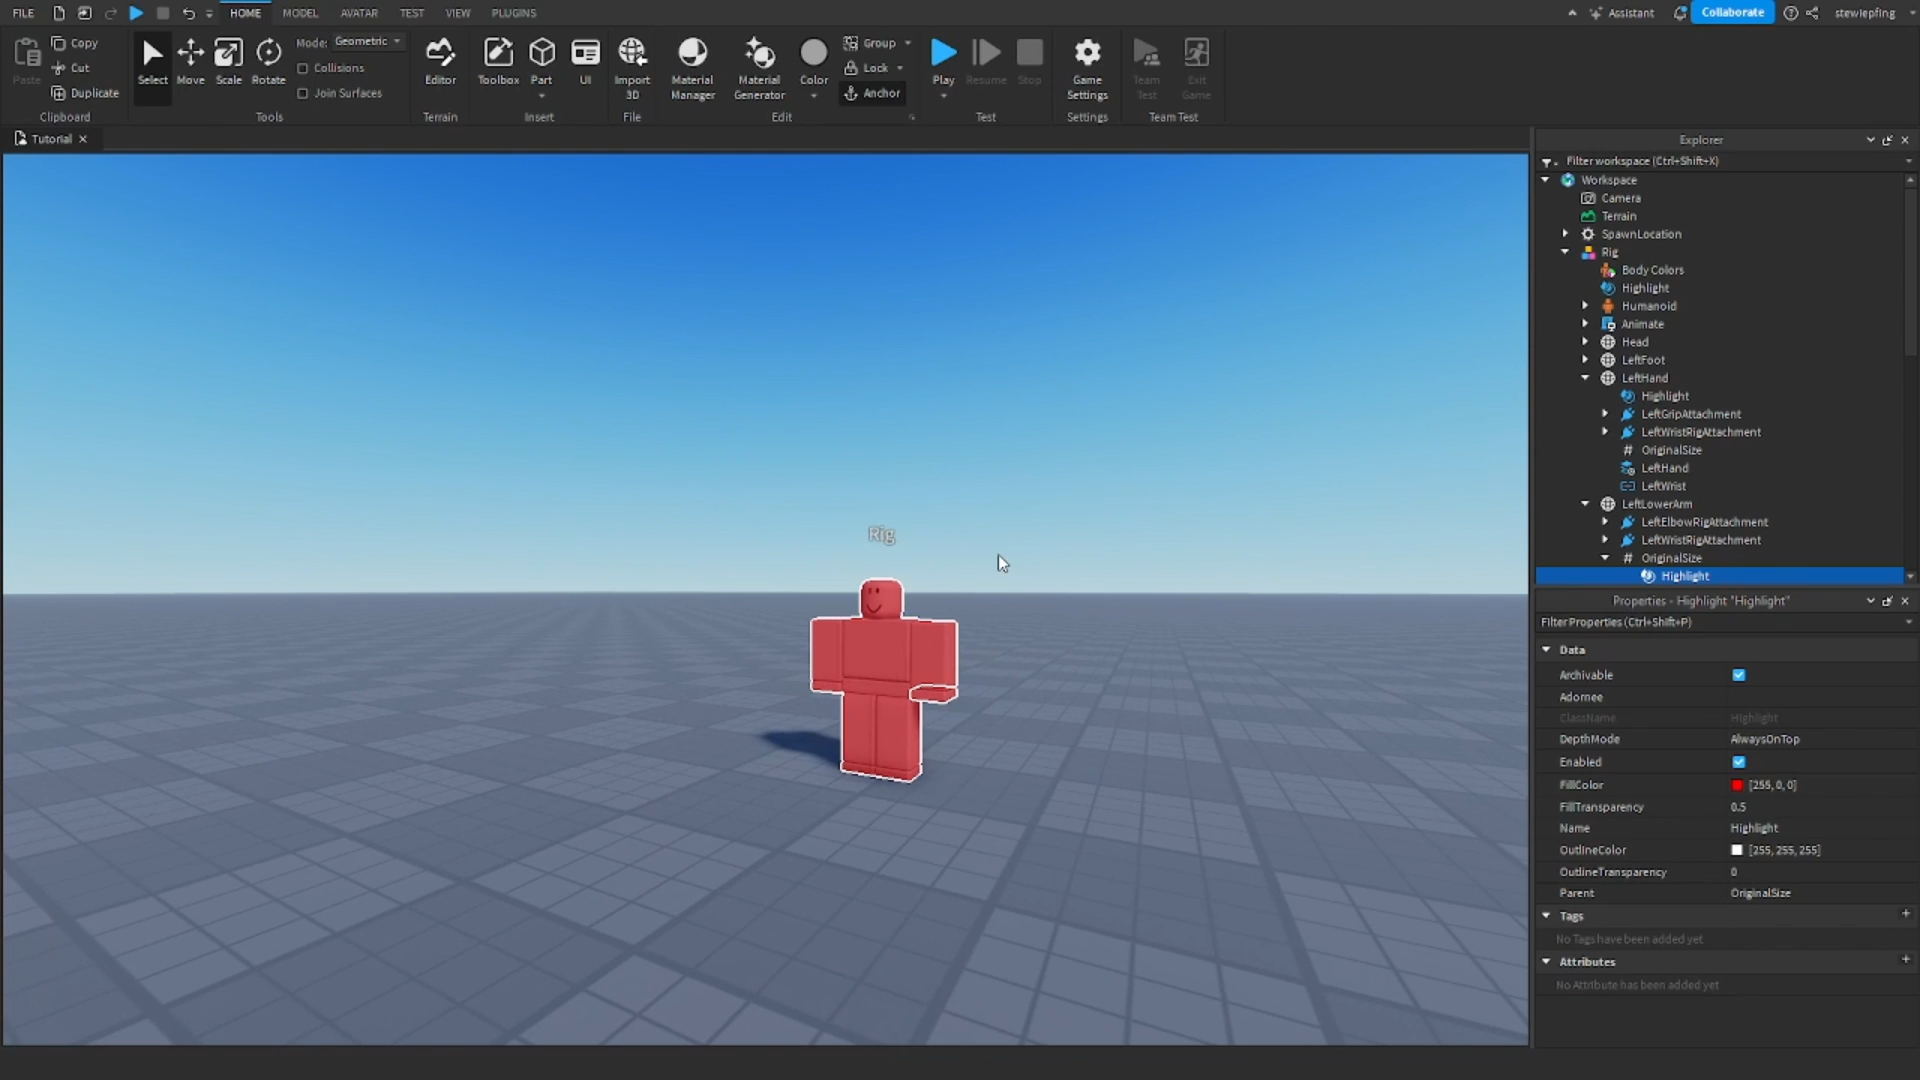 FILE HOME MODEL AVATAR TEST VIEW PLUGINS Assistant Collaborate stewiepfing
Paste Copy Cut Duplicate
Clipboard
Select Move Scale Rotate
Mode: Geometric
Collisions
Join Surfaces
Tools
Editor
Terrain
Toolbox Part UI
Insert
Import 3D
File
Material Manager Material Generator Color
Group
Lock
Anchor
Edit
Play Resume Stop
Test
Game Settings
Settings
Team Test Exit Game
Team Test
Tutorial
Rig
Explorer
Filter workspace (Ctrl+Shift+X)
Workspace
Camera
Terrain
SpawnLocation
Rig
Body Colors
Highlight
Humanoid
Animate
Head
LeftFoot
LeftHand
Highlight
LeftGripAttachment
LeftWristRigAttachment
# OriginalSize
LeftHand
LeftWrist
LeftLowerArm
LeftElbowRigAttachment
LeftWristRigAttachment
# OriginalSize
Highlight
Properties - Highlight "Highlight"
Filter Properties (Ctrl+Shift+P)
Data
Archivable
Adornee
ClassName Highlight
DepthMode AlwaysOnTop
Enabled
FillColor [255, 0, 0]
FillTransparency 0.5
Name Highlight
OutlineColor [255, 255, 255]
OutlineTransparency 0
Parent OriginalSize
Tags +
No Tags have been added yet
Attributes +
No Attribute has been added yet